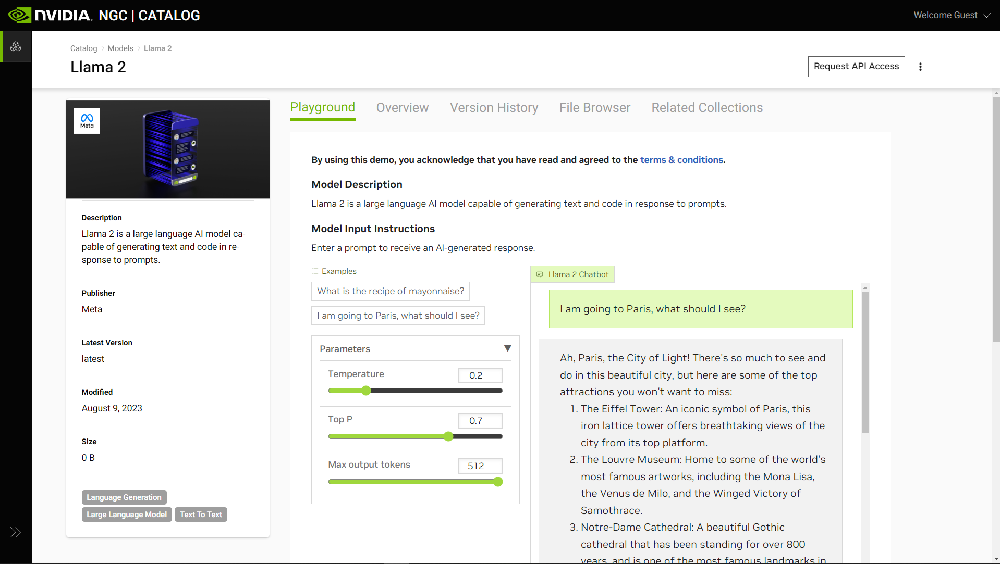 NVIDIA. NGC | CATALOG
Welcome Guest
Catalog > Models > Llama 2
Llama 2
Request API Access
Meta
Description
Llama 2 is a large language AI model ca-
pable of generating text and code in re-
sponse to prompts.
Publisher
Meta
Latest Version
latest
Modified
August 9, 2023
Size
0 B
Language Generation
Large Language Model Text To Text
Playground Overview Version History File Browser Related Collections
By using this demo, you acknowledge that you have read and agreed to the terms & conditions.
Model Description
Llama 2 is a large language AI model capable of generating text and code in response to prompts.
Model Input Instructions
Enter a prompt to receive an AI-generated response.
Examples
What is the recipe of mayonnaise?
I am going to Paris, what should I see?
Parameters
Temperature 0.2
Top P 0.7
Max output tokens 512
Llama 2 Chatbot
I am going to Paris, what should I see?
Ah, Paris, the City of Light! There's so much to see and
do in this beautiful city, but here are some of the top
attractions you won't want to miss:
1. The Eiffel Tower: An iconic symbol of Paris, this
iron lattice tower offers breathtaking views of the
city from its top platform.
2. The Louvre Museum: Home to some of the world's
most famous artworks, including the Mona Lisa,
the Venus de Milo, and the Winged Victory of
Samothrace.
3. Notre-Dame Cathedral: A beautiful Gothic
cathedral that has been standing for over 800
years, and is one of the most famous landmarks in